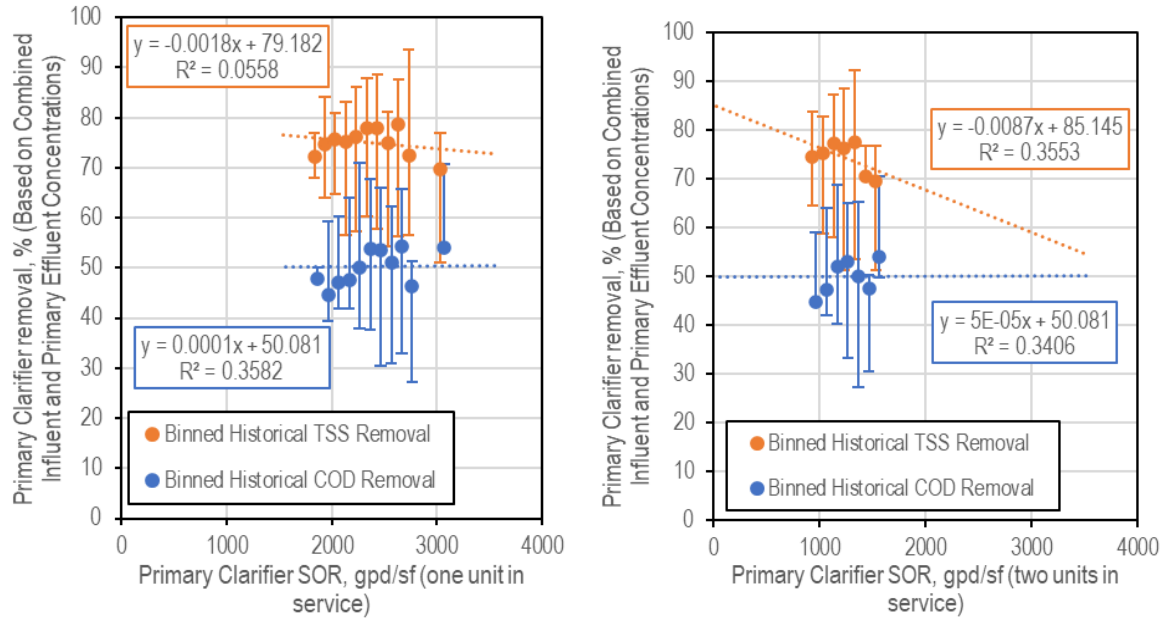 Primary Clarifier removal, % (Based on Combined
Influent and Primary Effluent Concentrations)
100
90
80
70
60
50
40
30
20
10
0
y = -0.0018x + 79.182
R² = 0.0558
y = 0.0001x + 50.081
R² = 0.3582
Binned Historical TSS Removal
Binned Historical COD Removal
0 1000 2000 3000 4000
Primary Clarifier SOR, gpd/sf (one unit in
service)
Primary Clarifier removal, % (Based on Combined
Influent and Primary Effluent Concentrations)
100
90
80
70
60
50
40
30
20
10
0
y = -0.0087x + 85.145
R² = 0.3553
y = 5E-05x + 50.081
R² = 0.3406
Binned Historical TSS Removal
Binned Historical COD Removal
0 1000 2000 3000 4000
Primary Clarifier SOR, gpd/sf (two units in
service)